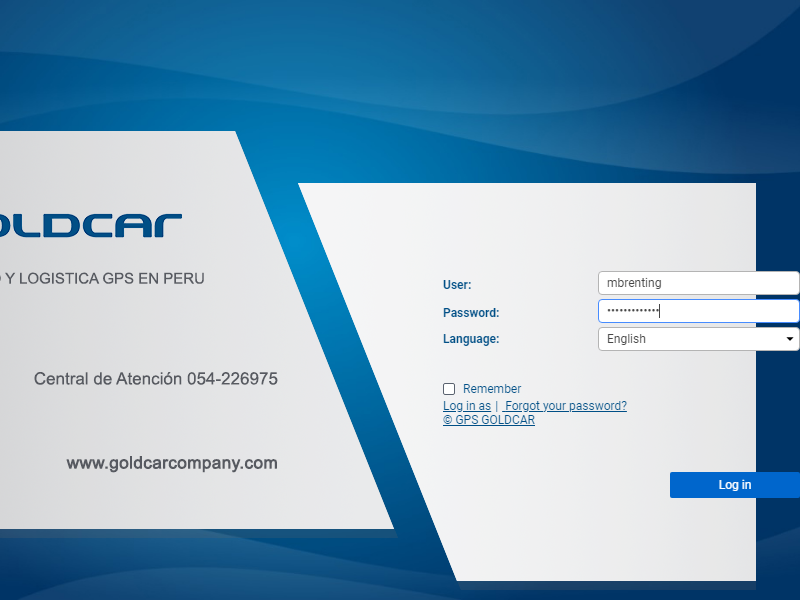 GOLDCAR
Y LOGISTICA GPS EN PERU
Central de Atención 054-226975
www.goldcarcompany.com
User:
mbrenting
Password:
•••••••••••••
Language:
English
Remember
Log in as | Forgot your password?
© GPS GOLDCAR
Log in